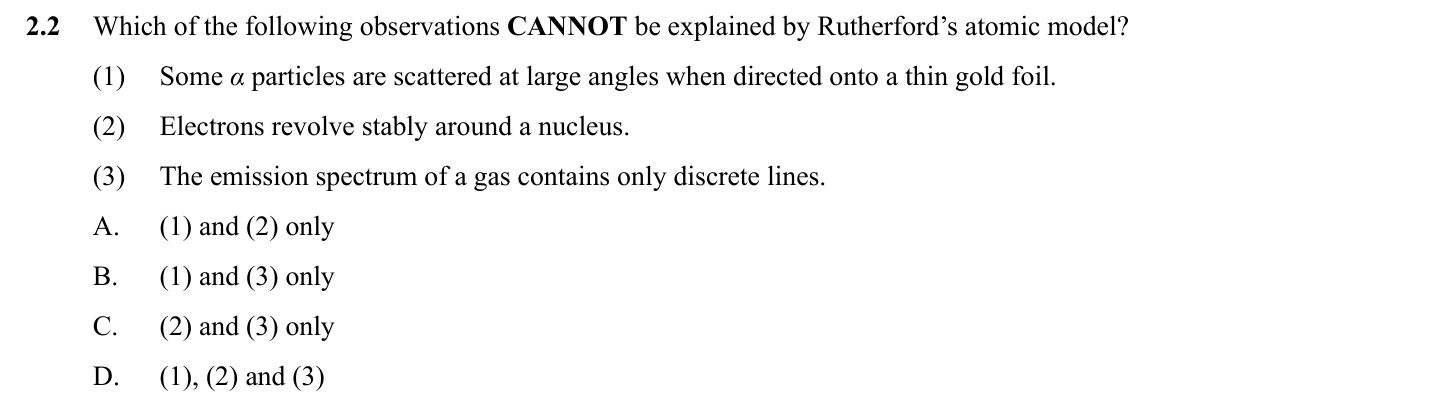 2.2 Which of the following observations CANNOT be explained by Rutherford’s atomic model?
(1) Some α particles are scattered at large angles when directed onto a thin gold foil.
(2) Electrons revolve stably around a nucleus.
(3) The emission spectrum of a gas contains only discrete lines.
A. (1) and (2) only
B. (1) and (3) only
C. (2) and (3) only
D. (1), (2) and (3)